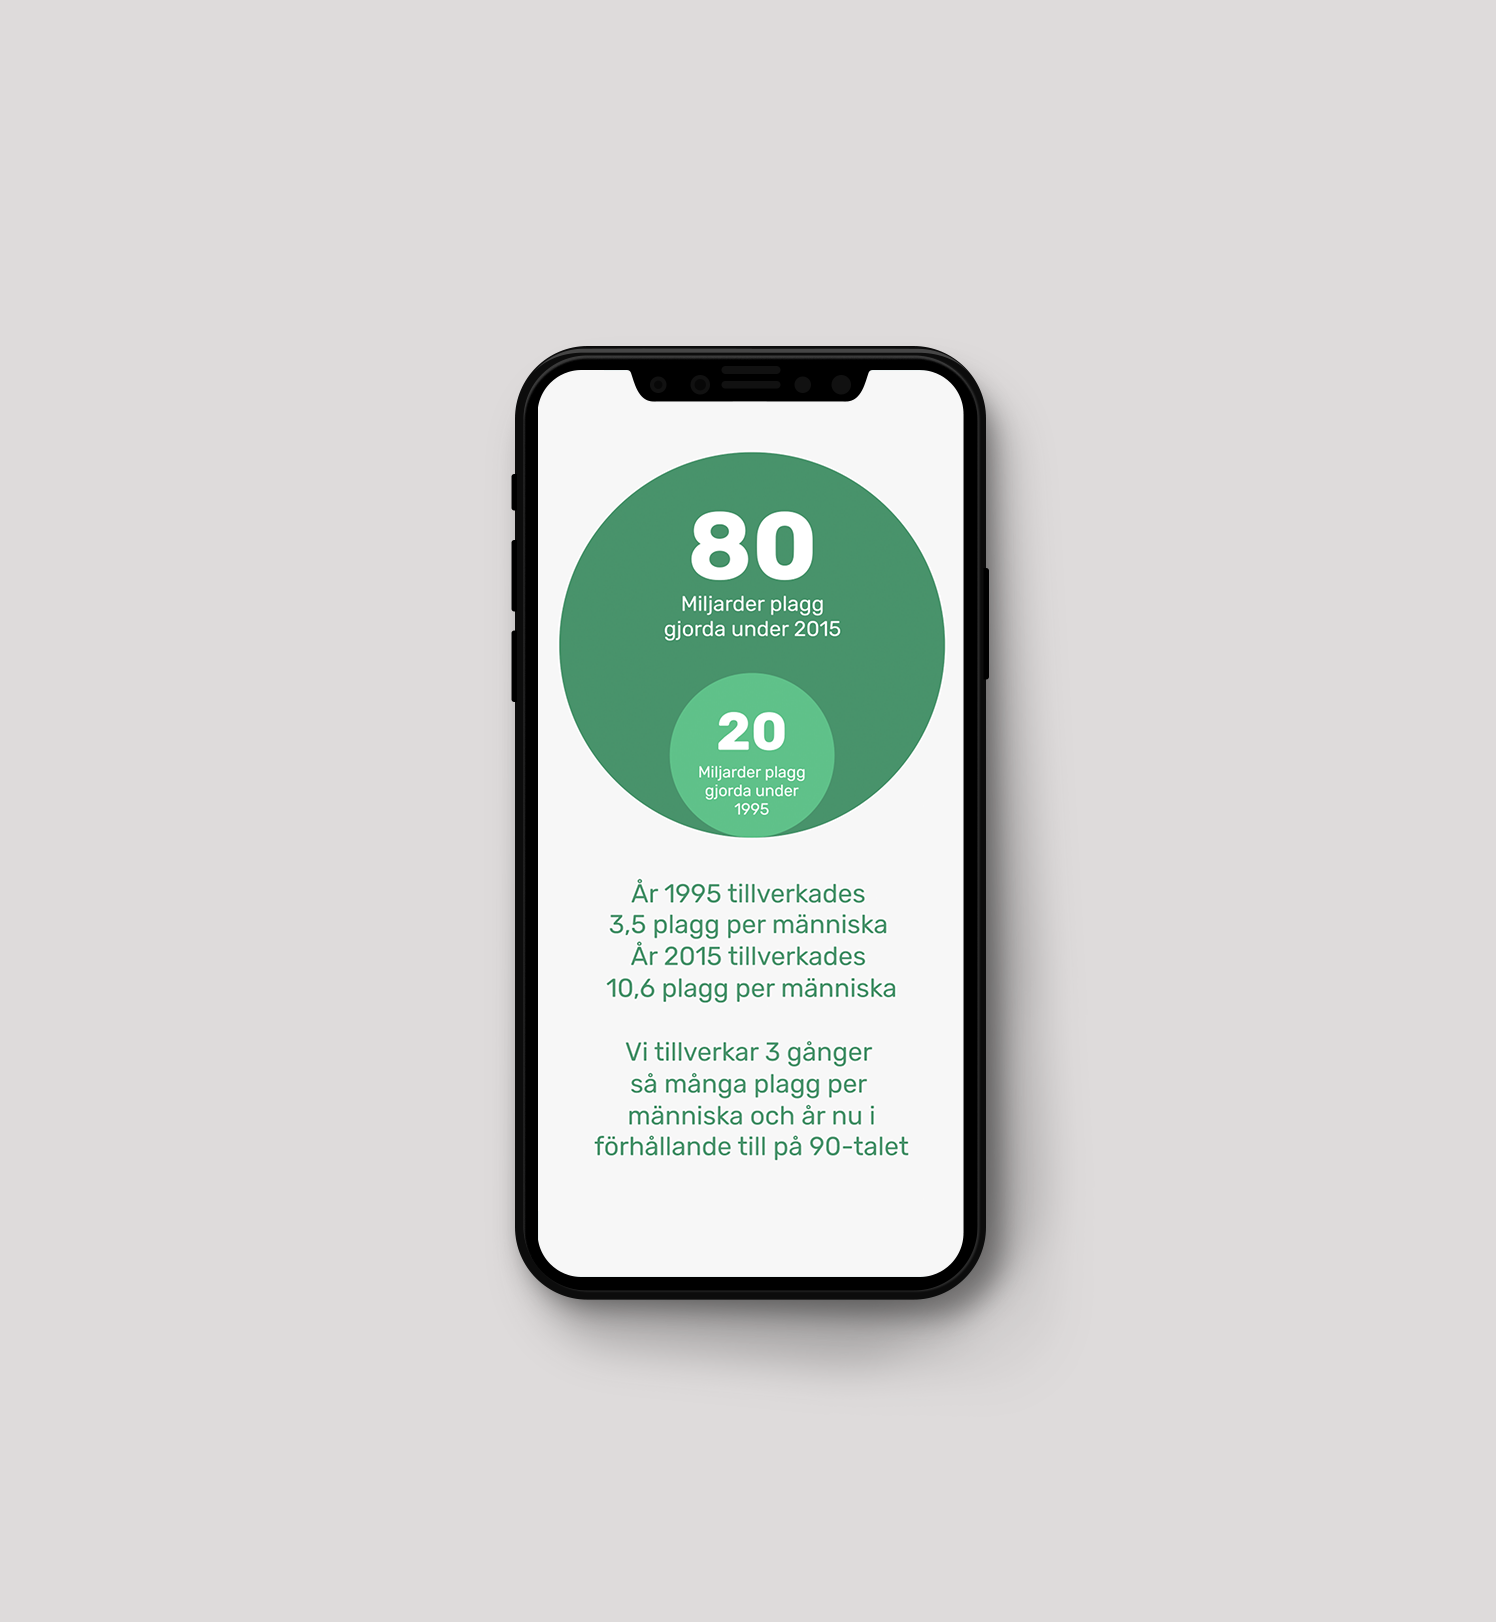 80
Miljarder plagg
gjorda under 2015
20
Miljarder plagg
gjorda under
1995
År 1995 tillverkades
3,5 plagg per människa
År 2015 tillverkades
10,6 plagg per människa
Vi tillverkar 3 gånger
så många plagg per
människa och år nu i
förhållande till på 90-talet